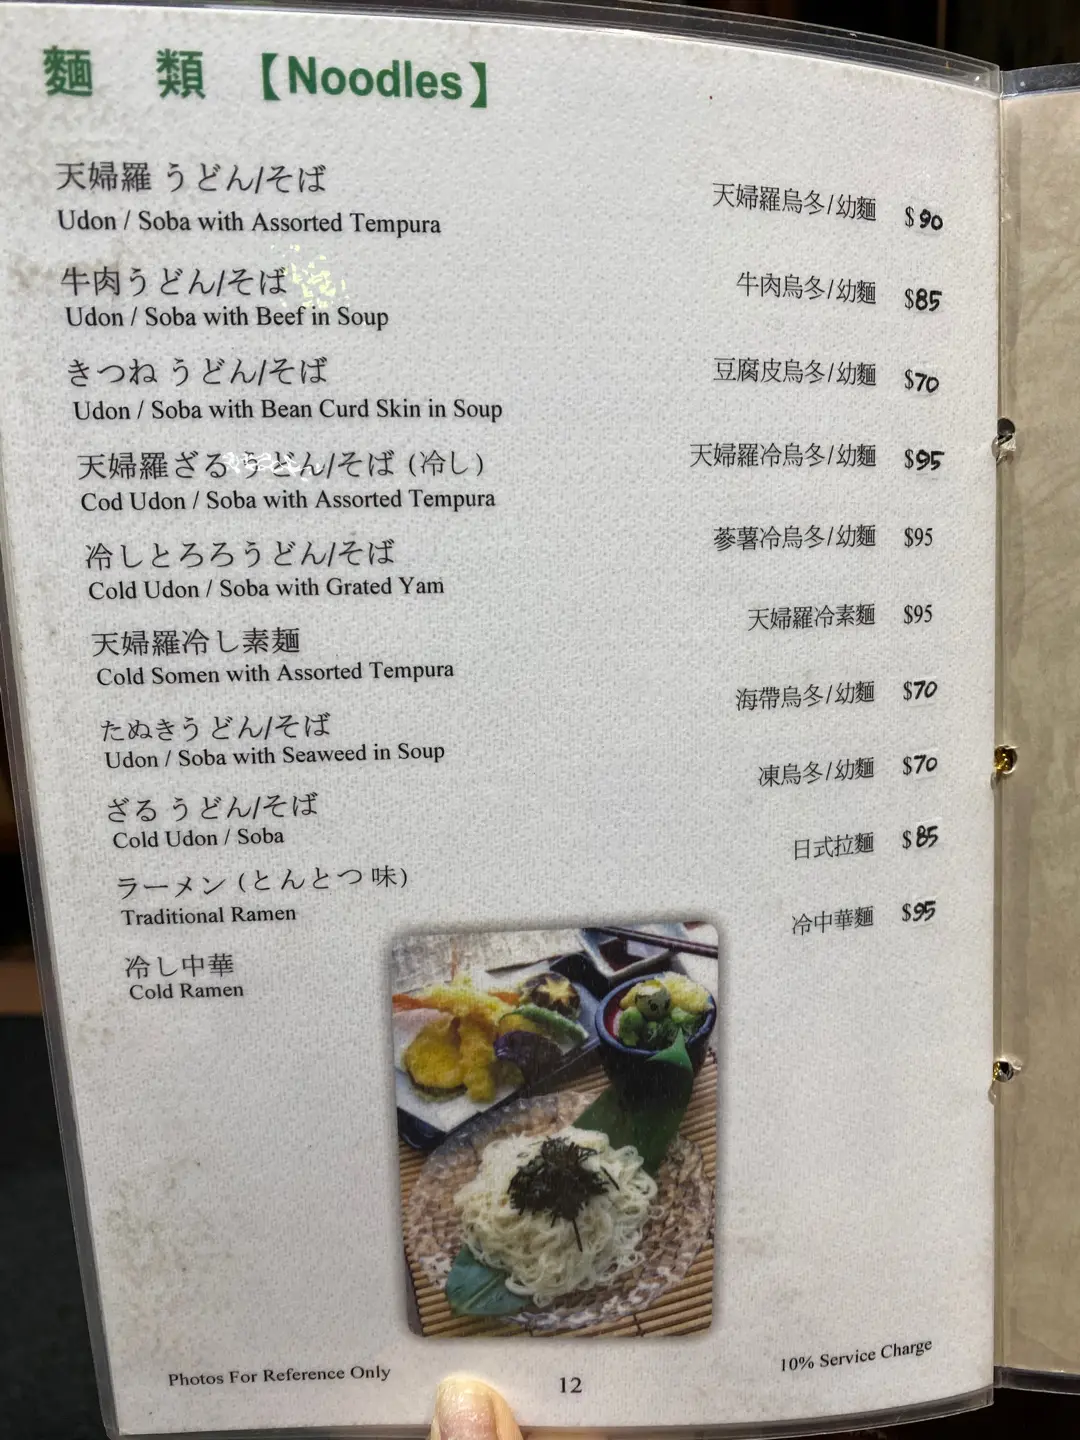 麵 類 【Noodles】
天婦羅 うどん/そば
天婦羅烏冬/幼麵 $90
Udon / Soba with Assorted Tempura
牛肉うどん/そば
牛肉烏冬/幼麵 $85
Udon / Soba with Beef in Soup
きつね うどん/そば
豆腐皮烏冬/幼麵 $70
Udon / Soba with Bean Curd Skin in Soup
天婦羅ざる うどん/そば (冷し)
天婦羅冷烏冬/幼麵 $95
Cod Udon / Soba with Assorted Tempura
冷しとろろうどん/そば
蔘薯冷烏冬/幼麵 $95
Cold Udon / Soba with Grated Yam
天婦羅冷し素麺
天婦羅冷素麵 $95
Cold Somen with Assorted Tempura
たぬきうどん/そば
海帶烏冬/幼麵 $70
Udon / Soba with Seaweed in Soup
ざる うどん/そば
凍烏冬/幼麵 $70
Cold Udon / Soba
ラーメン (とんとつ 味)
日式拉麵 $85
Traditional Ramen
冷し中華
冷中華麵 $95
Cold Ramen
Photos For Reference Only
12
10% Service Charge